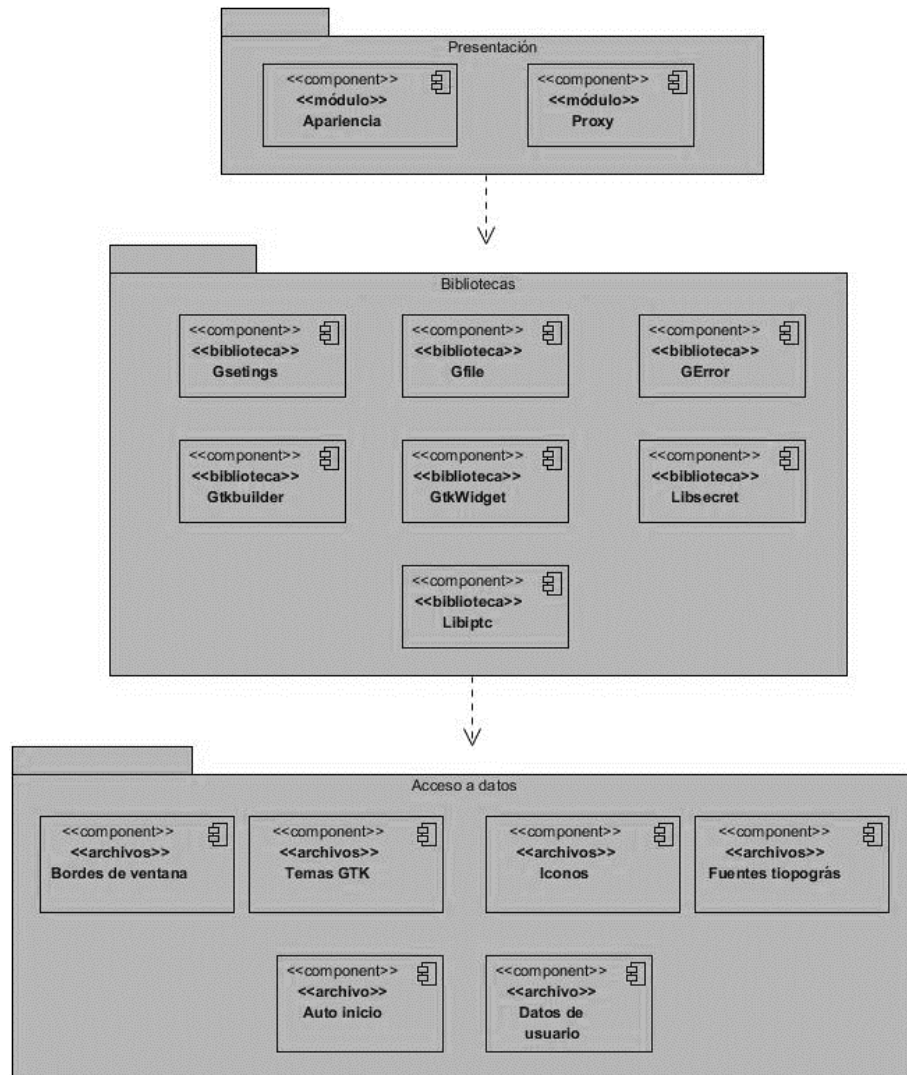 Presentación
<<component>>
<<módulo>>
Apariencia
<<component>>
<<módulo>>
Proxy
Bibliotecas
<<component>>
<<biblioteca>>
Gsetings
<<component>>
<<biblioteca>>
Gfile
<<component>>
<<biblioteca>>
GError
<<component>>
<<biblioteca>>
Gtkbuilder
<<component>>
<<biblioteca>>
GtkWidget
<<component>>
<<biblioteca>>
Libsecret
<<component>>
<<biblioteca>>
Libiptc
Acceso a datos
<<component>>
<<archivos>>
Bordes de ventana
<<component>>
<<archivos>>
Temas GTK
<<component>>
<<archivos>>
Iconos
<<component>>
<<archivos>>
Fuentes tiopográs
<<component>>
<<archivo>>
Auto inicio
<<component>>
<<archivo>>
Datos de
usuario